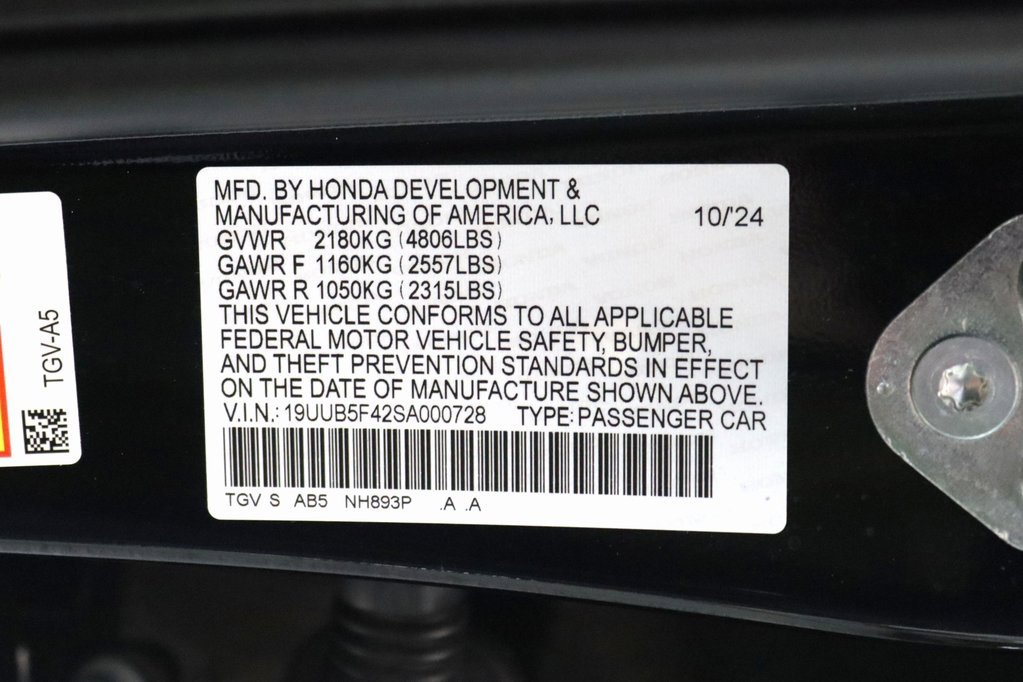 MFD. BY HONDA DEVELOPMENT &
MANUFACTURING OF AMERICA, LLC 10/'24
GVWR 2180KG (4806LBS)
GAWR F 1160KG (2557LBS)
GAWR R 1050KG (2315LBS)
THIS VEHICLE CONFORMS TO ALL APPLICABLE
FEDERAL MOTOR VEHICLE SAFETY, BUMPER,
AND THEFT PREVENTION STANDARDS IN EFFECT
ON THE DATE OF MANUFACTURE SHOWN ABOVE.
V.I.N.: 19UUB5F42SA000728 TYPE: PASSENGER CAR
TGV S AB5 NH893P .A .A
TGV-A5